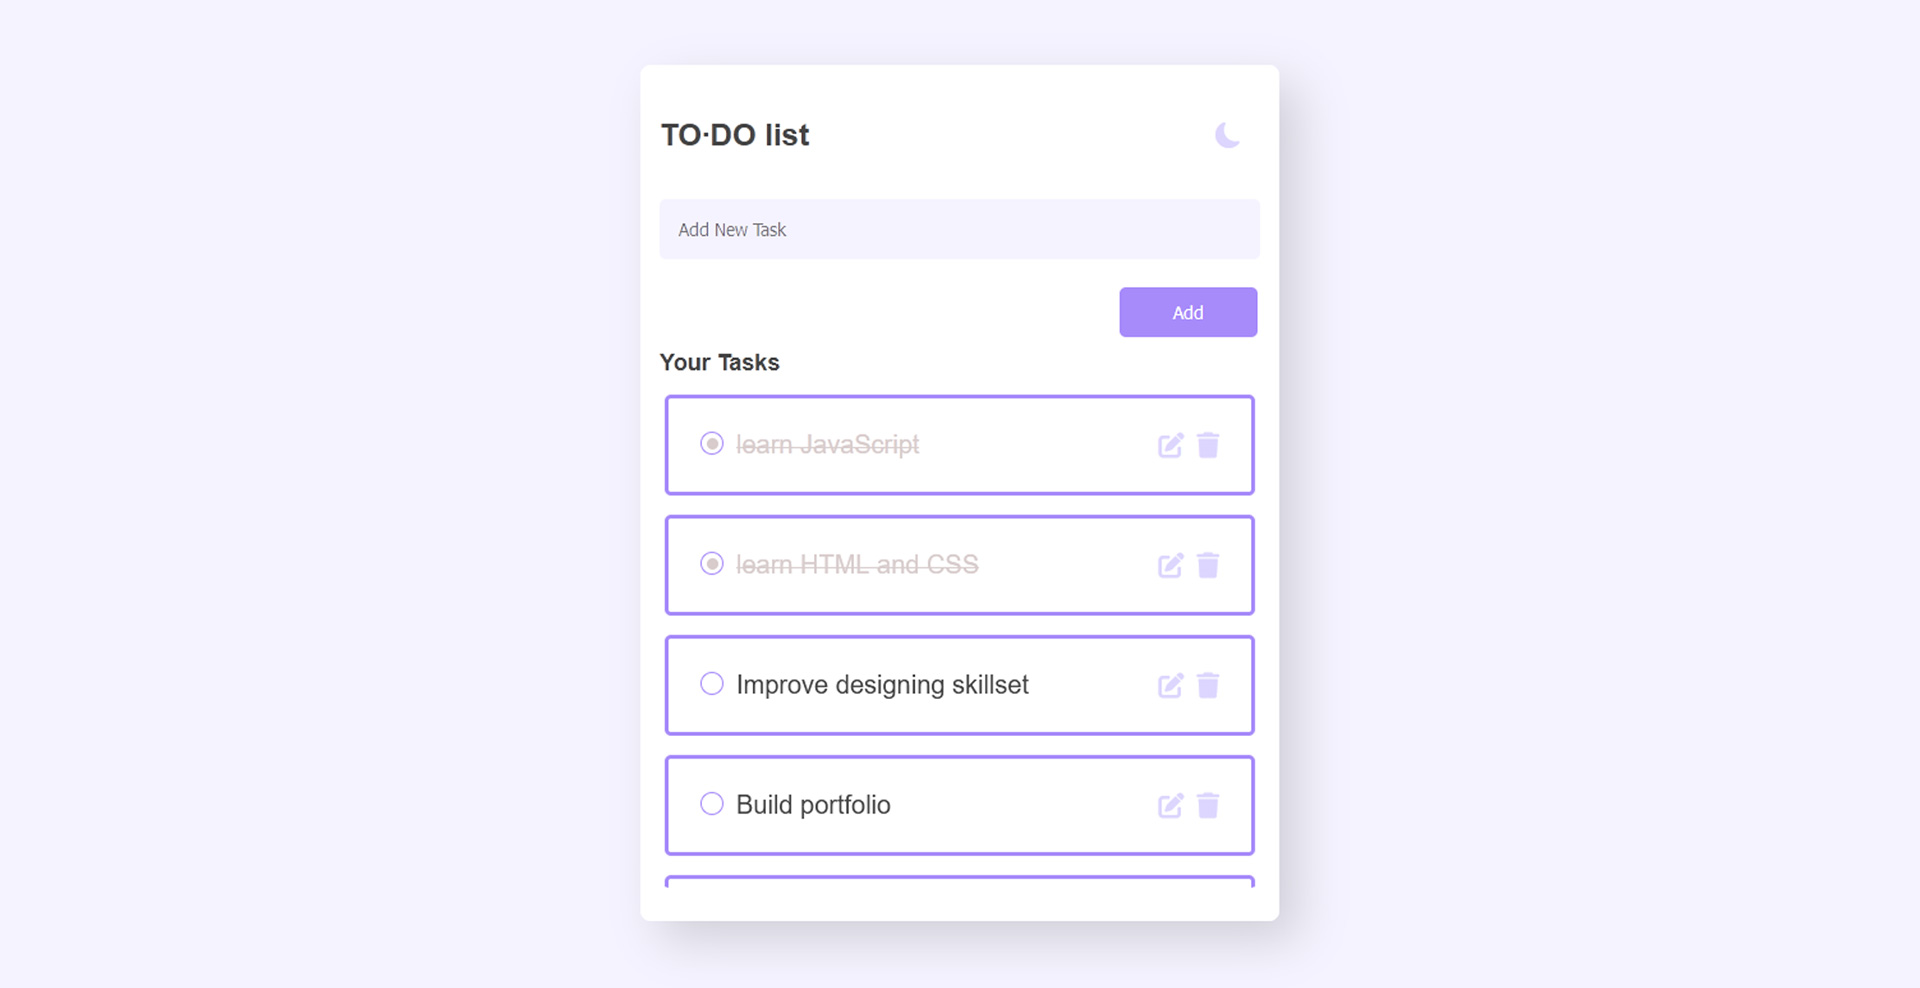 TO·DO list
Add New Task
Add
Your Tasks
learn JavaScript
learn HTML and CSS
Improve designing skillset
Build portfolio